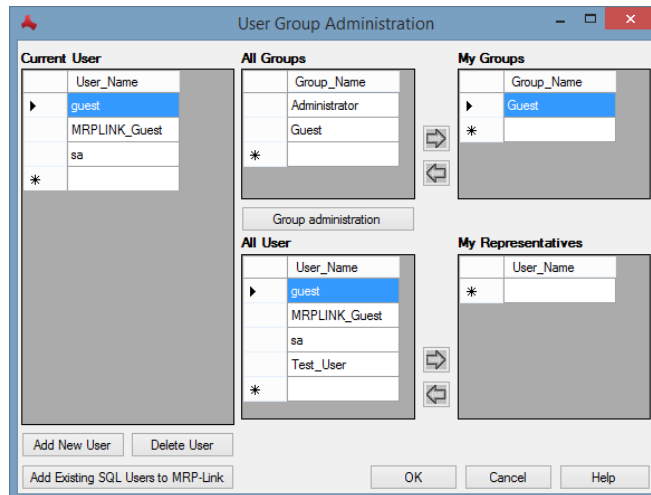 User Group Administration
Current User
User_Name
guest
MRPLINK_Guest
sa
All Groups
Group_Name
Administrator
Guest
My Groups
Group_Name
Guest
Group administration
All User
User_Name
guest
MRPLINK_Guest
sa
Test_User
My Representatives
User_Name
Add New User
Delete User
Add Existing SQL Users to MRP-Link
OK
Cancel
Help